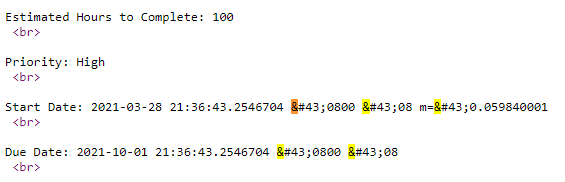 Estimated Hours to Complete: 100
<br>
Priority: High
<br>
Start Date: 2021-03-28 21:36:43.2546704 &#43;0800 &#43;08 m=&#43;0.059840001
<br>
Due Date: 2021-10-01 21:36:43.2546704 &#43;0800 &#43;08
<br>